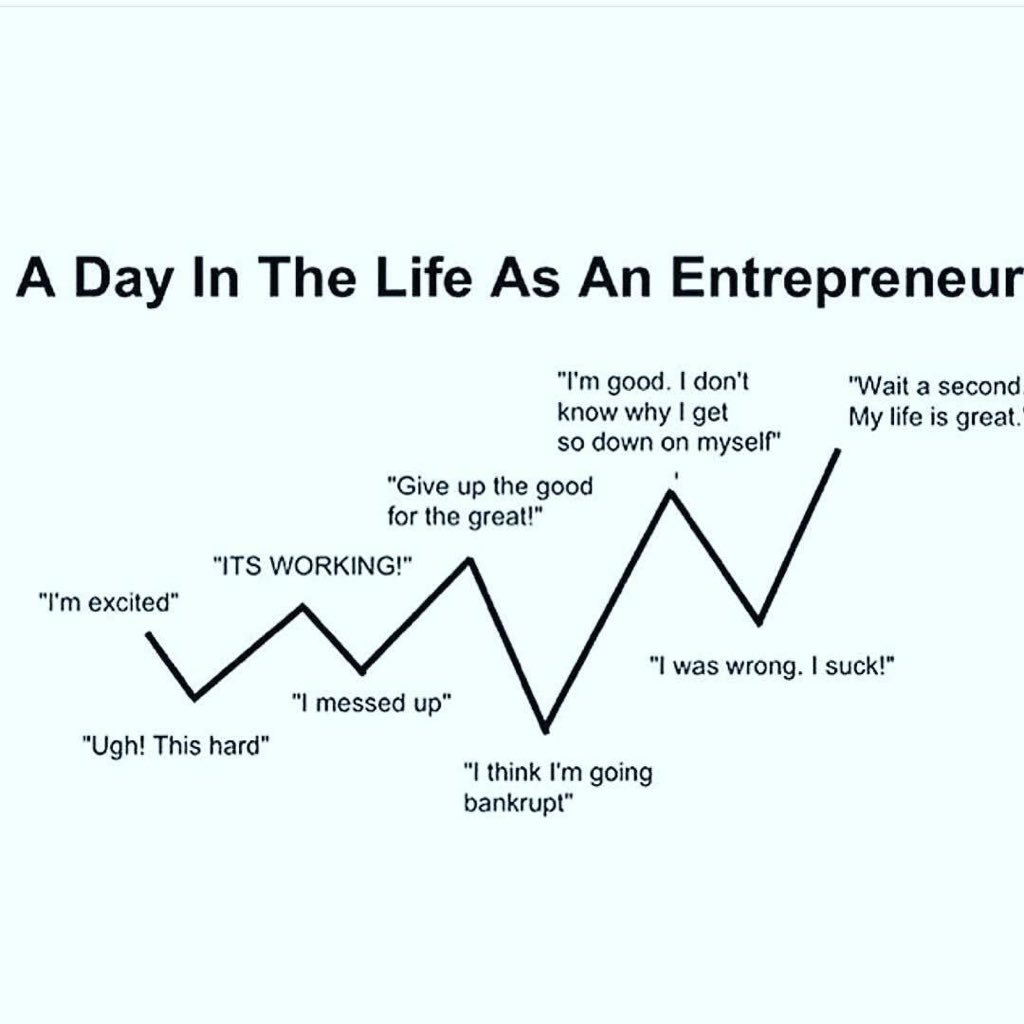 A Day In The Life As An Entrepreneur
"I'm good. I don't
know why I get
so down on myself"
"Wait a second.
My life is great."
"Give up the good
for the great!"
"ITS WORKING!"
"I'm excited"
"I was wrong. I suck!"
"I messed up"
"Ugh! This hard"
"I think I'm going
bankrupt"